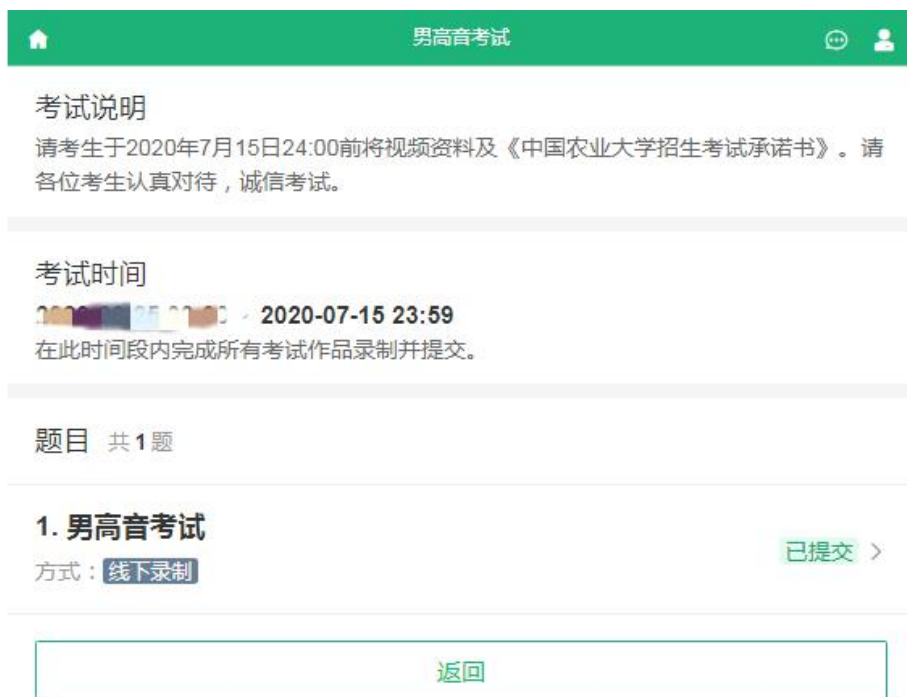 男高音考试
考试说明
请考生于2020年7月15日24:00前将视频资料及《中国农业大学招生考试承诺书》。请
各位考生认真对待，诚信考试。
考试时间
2020-07-15 23:59
在此时间段内完成所有考试作品录制并提交。
题目 共1题
1. 男高音考试
已提交
方式：线下录制
返回